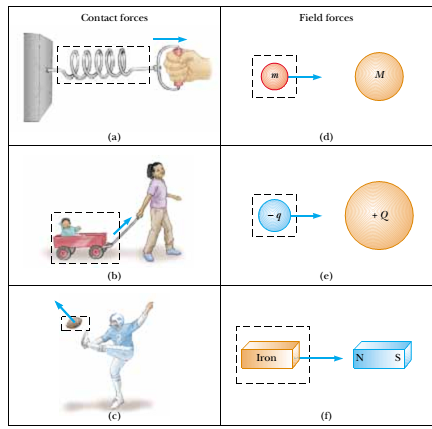 Contact forces
Field forces
m
M
(a)
(d)
– q
+ Q
(b)
(e)
Iron
N
S
(c)
(f)